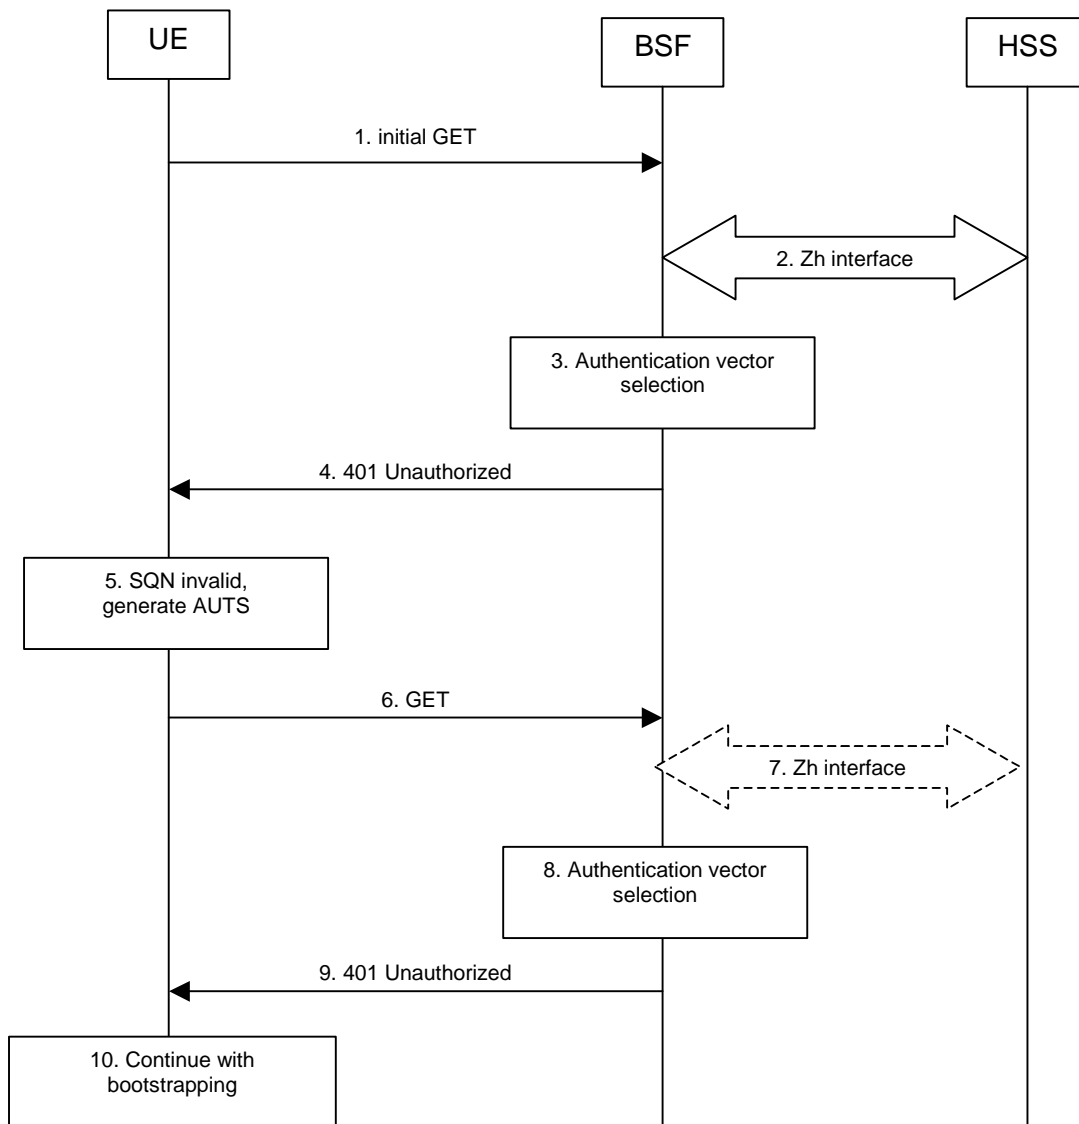 UE
BSF
HSS
1. initial GET
2. Zh interface
3. Authentication vector
selection
4. 401 Unauthorized
5. SQN invalid,
generate AUTS
6. GET
7. Zh interface
8. Authentication vector
selection
9. 401 Unauthorized
10. Continue with
bootstrapping